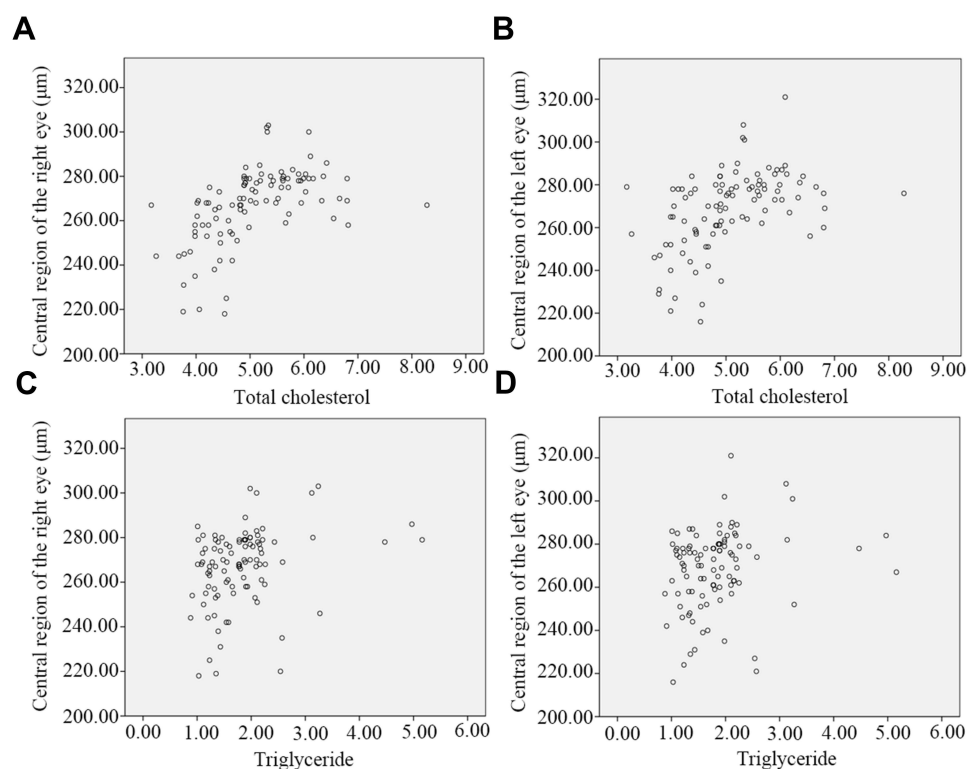 A
B
Central region of the right eye (μm)
320.00
300.00
280.00
260.00
240.00
220.00
200.00
3.00 4.00 5.00 6.00 7.00 8.00 9.00
Total cholesterol
Central region of the left eye (μm)
320.00
300.00
280.00
260.00
240.00
220.00
200.00
3.00 4.00 5.00 6.00 7.00 8.00 9.00
Total cholesterol
C
D
Central region of the right eye (μm)
320.00
300.00
280.00
260.00
240.00
220.00
200.00
0.00 1.00 2.00 3.00 4.00 5.00 6.00
Triglyceride
Central region of the left eye (μm)
320.00
300.00
280.00
260.00
240.00
220.00
200.00
0.00 1.00 2.00 3.00 4.00 5.00 6.00
Triglyceride